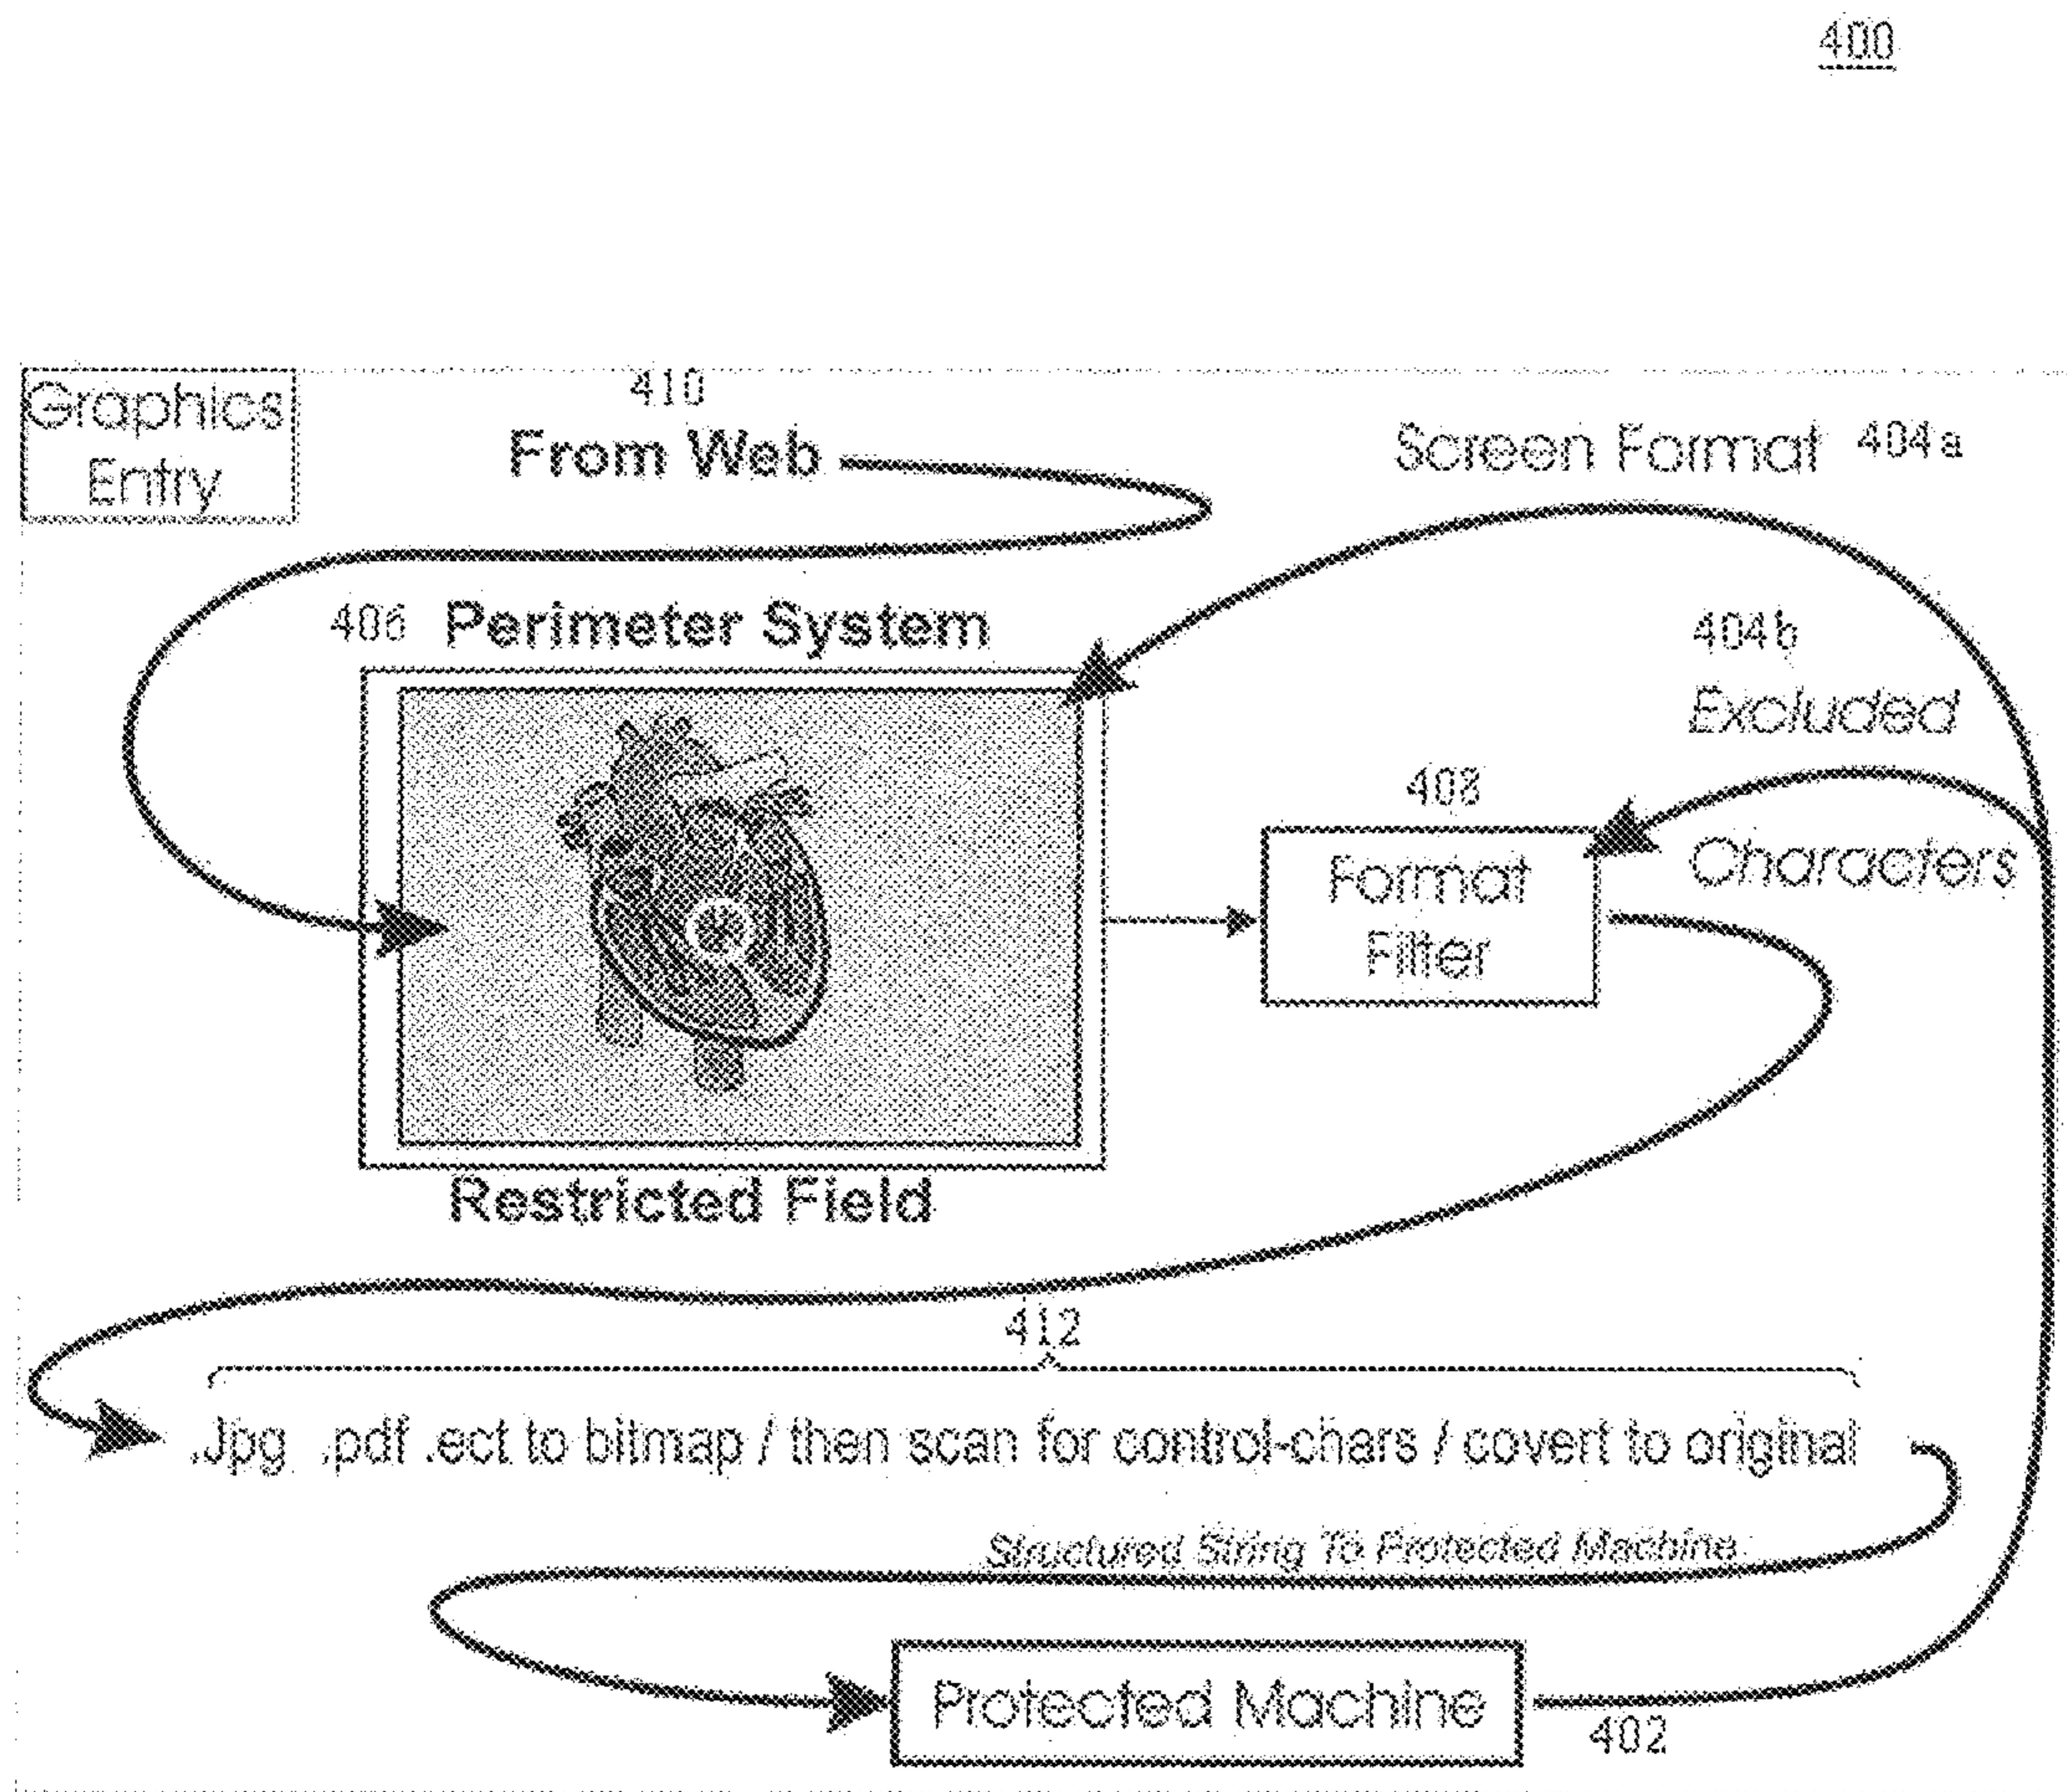 400
Graphics
Entry
410
From Web
Screen Format 404a
406 Perimeter System
404b
Excluded
Characters
408
Format
Filter
Restricted Field
412
.Jpg .pdf .ect to bitmap / then scan for control-chars / covert to original
Structured String To Protected Machine
Protected Machine
402